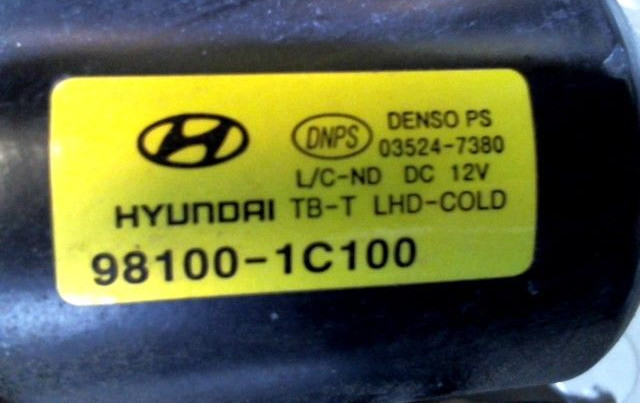 DNPS DENSO PS
03524-7380
L/C-ND DC 12V
HYUNDAI TB-T LHD-COLD
98100-1C100